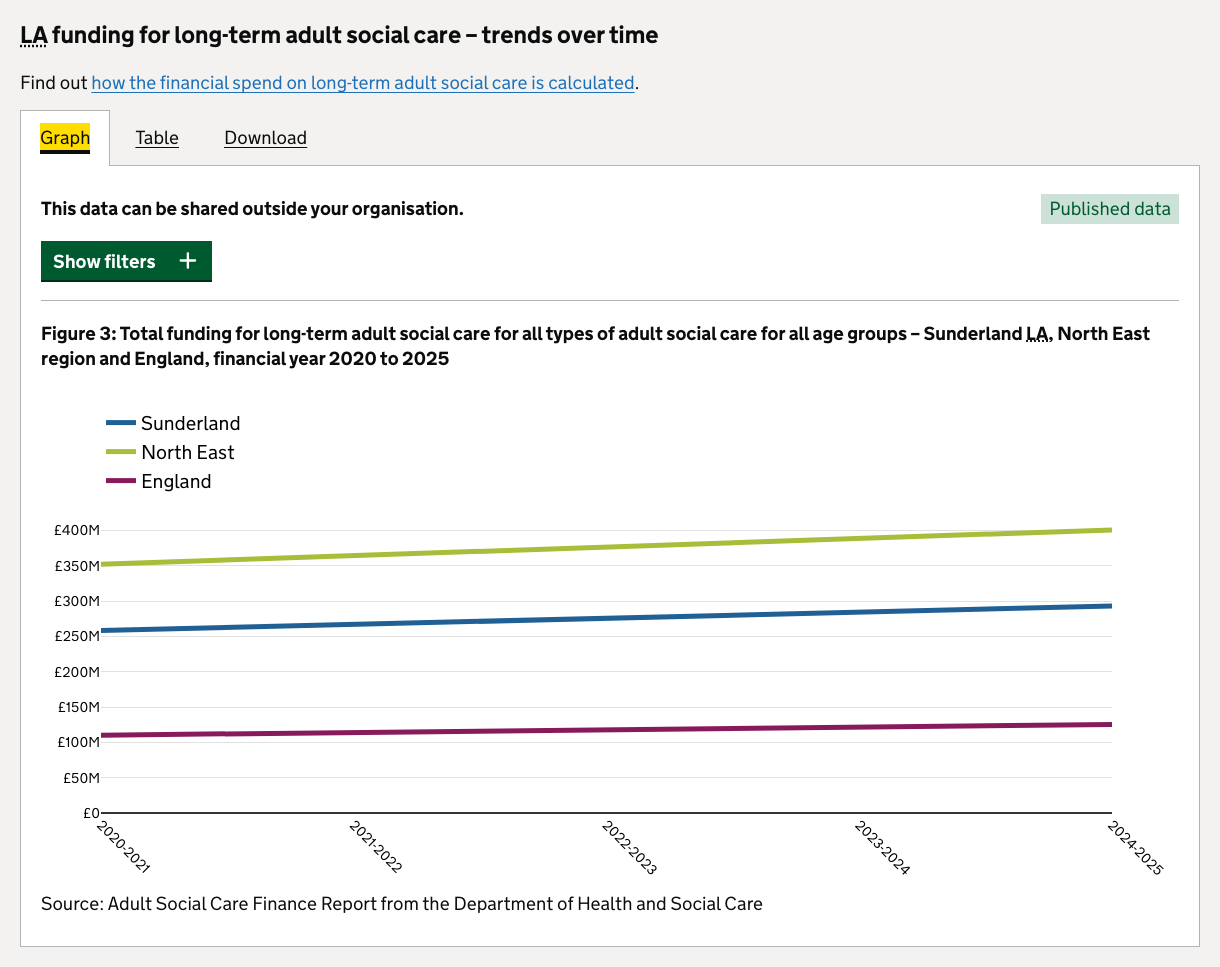 LA funding for long-term adult social care – trends over time
Find out how the financial spend on long-term adult social care is calculated.
Graph
Table
Download
This data can be shared outside your organisation.
Published data
Show filters +
Figure 3: Total funding for long-term adult social care for all types of adult social care for all age groups – Sunderland LA, North East
region and England, financial year 2020 to 2025
Sunderland
North East
England
£400M
£350M
£300M
£250M
£200M
£150M
£100M
£50M
£0
2020-2021
2021-2022
2022-2023
2023-2024
2024-2025
Source: Adult Social Care Finance Report from the Department of Health and Social Care